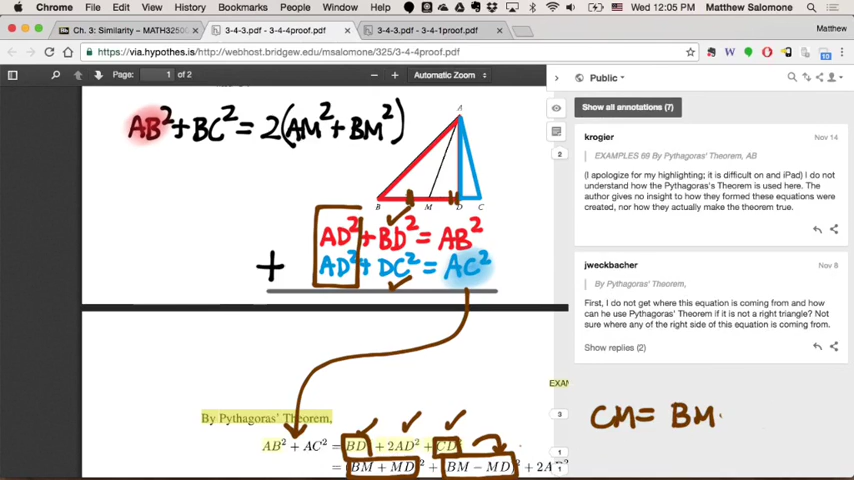 Chrome File Edit View History Bookmarks People Window Help Wed Nov 16 12:05 PM Matthew Salomone
Ch. 3: Similarity – MATH3250 3-4-3.pdf - 3-4-4proof.pdf 3-4-3.pdf - 3-4-1proof.pdf Matthew
https://via.hypothes.is/http://webhost.bridgew.edu/msalomone/325/3-4-4proof.pdf
Page: 1 of 2 Automatic Zoom
Public
Show all annotations (7)
AB²+BC²=2(AM²+BM²)
A
B M D C
AD²+BD²=AB²
+ AD²+DC²=AC²
By Pythagoras' Theorem,
AB² + AC² = BD² + 2AD² + CD²
= (BM + MD)² + (BM − MD)² + 2A
EXAM
2
3
1
1
krogier Nov 14
EXAMPLES 69 By Pythagoras' Theorem, AB
(I apologize for my highlighting; it is difficult on and iPad) I do not
understand how the Pythagoras's Theorem is used here. The
author gives no insight to how they formed these equations were
created, nor how they actually make the theorem true.
jweckbacher Nov 8
By Pythagoras' Theorem,
First, I do not get where this equation is coming from and how
can he use Pythagoras' Theorem if it is not a right triangle? Not
sure where any of the right side of this equation is coming from.
Show replies (2)
CM= BM